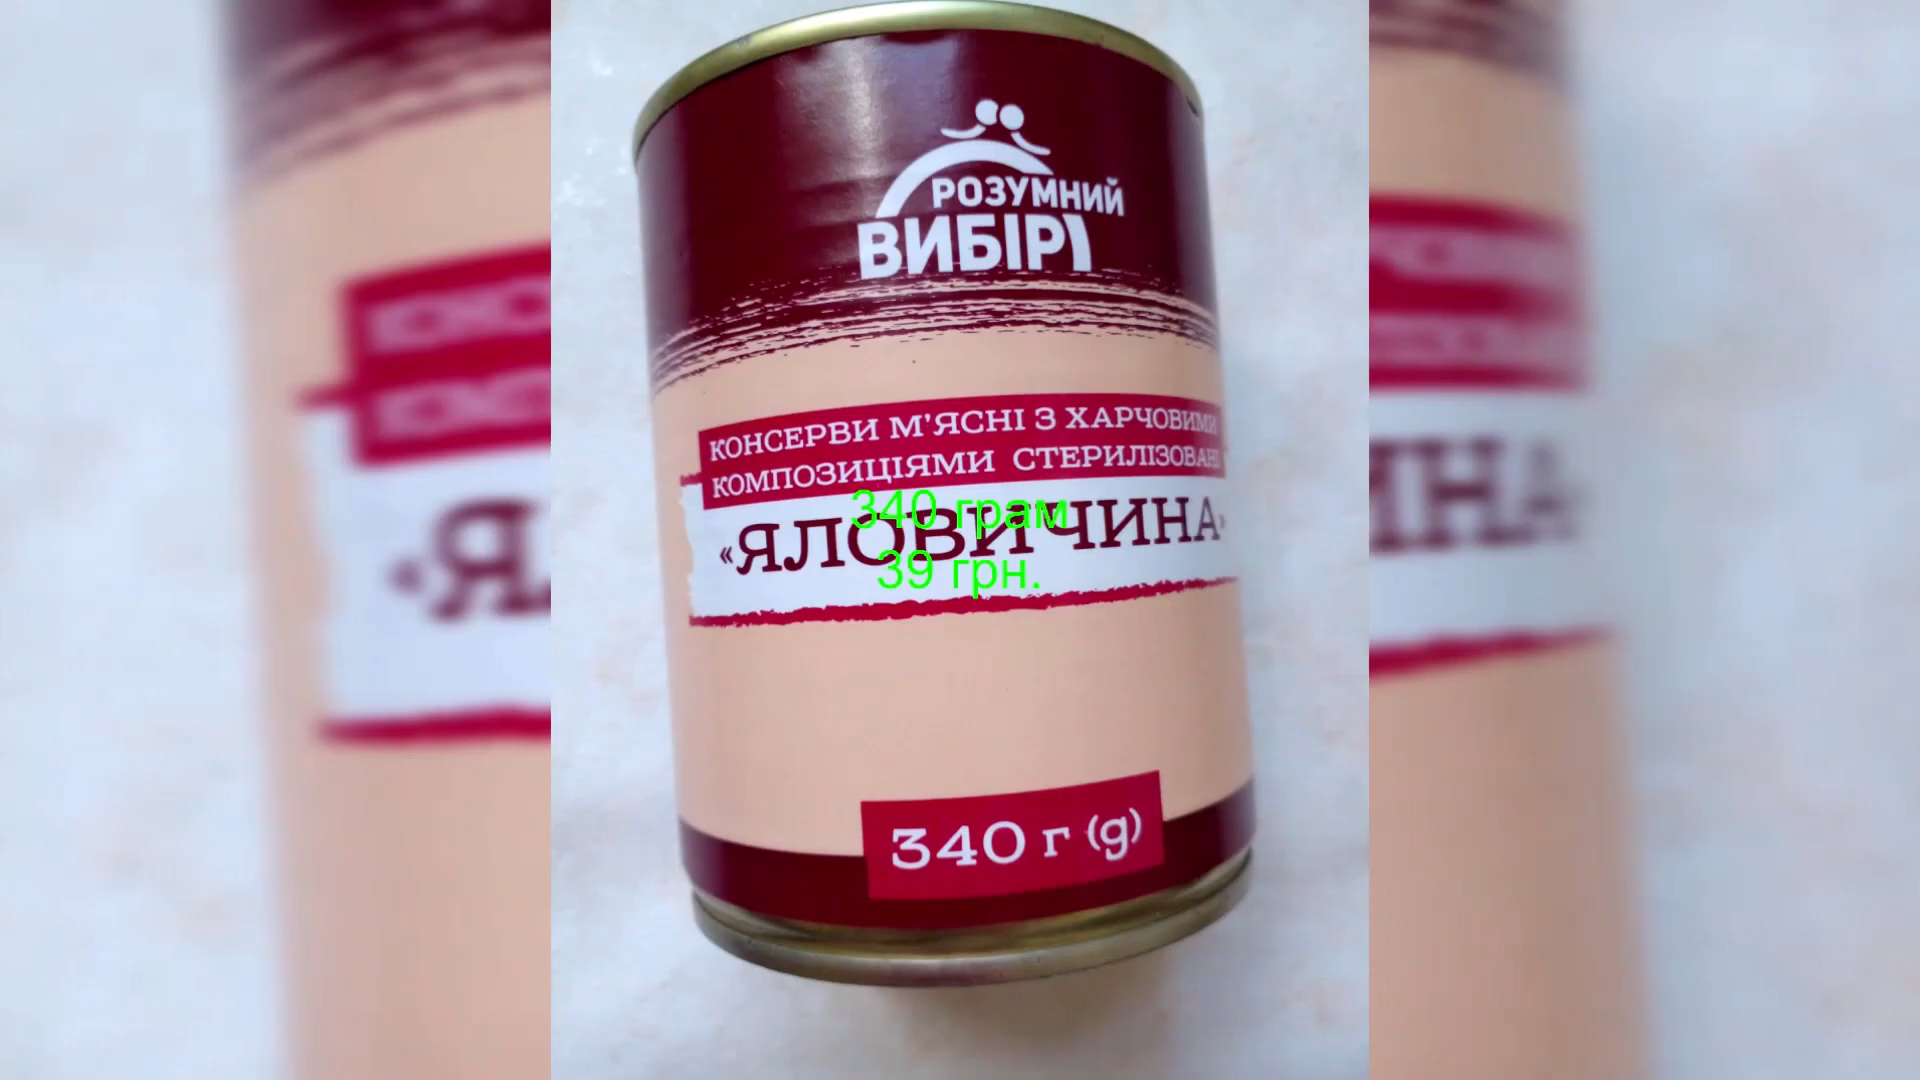 РОЗУМНИЙ
ВИБІР
КОНСЕРВИ М'ЯСНІ З ХАРЧОВИМИ
КОМПОЗИЦІЯМИ СТЕРИЛІЗОВАНІ
340 грам
«ЯЛОВИЧИНА»
39 грн.
340 г (g)